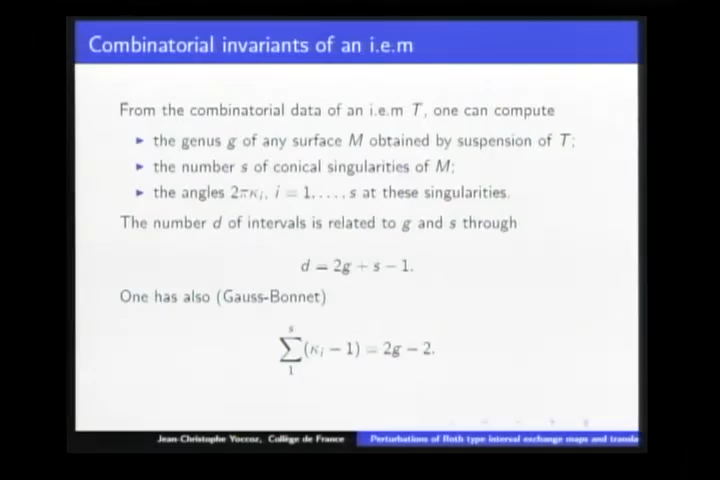 Combinatorial invariants of an i.e.m
From the combinatorial data of an i.e.m T, one can compute
▶ the genus g of any surface M obtained by suspension of T;
▶ the number s of conical singularities of M;
▶ the angles 2πκᵢ, i = 1, . . . , s at these singularities.
The number d of intervals is related to g and s through
d = 2g + s − 1.
One has also (Gauss-Bonnet)
s
∑(κᵢ − 1) = 2g − 2.
1
Jean-Christophe Yoccoz, Collège de France Perturbations of Roth type interval exchange maps and transla